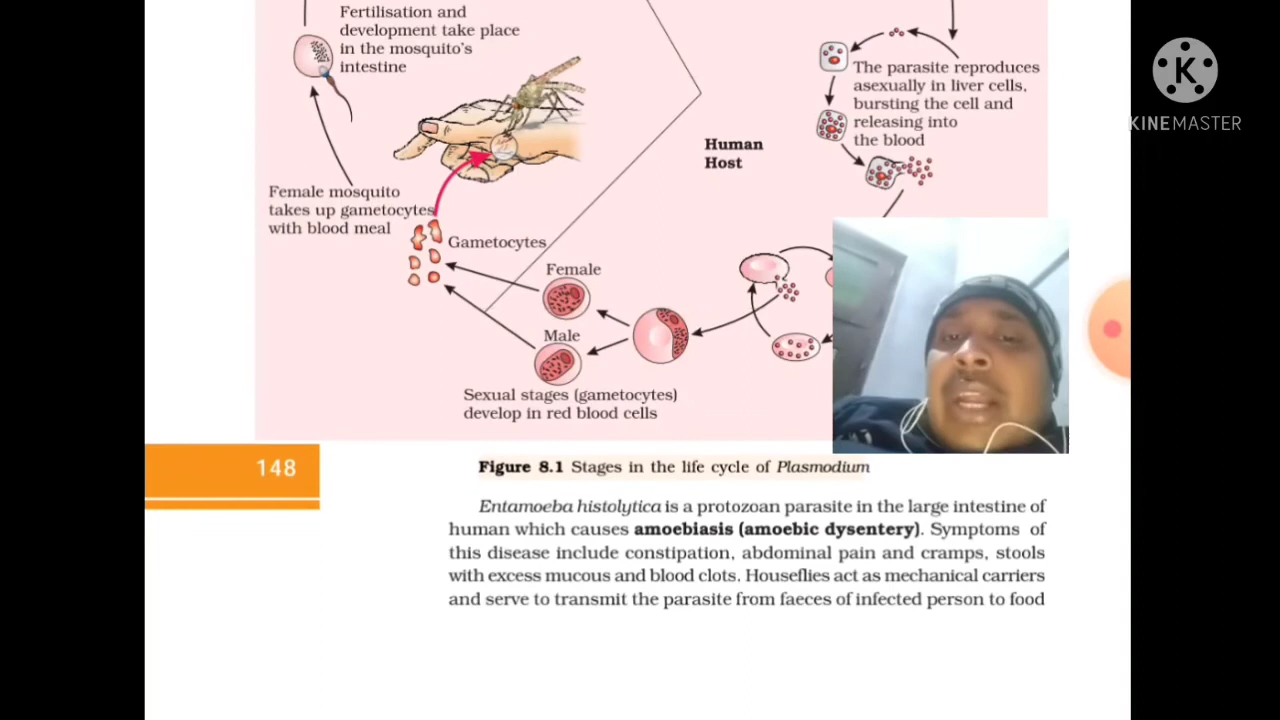 Fertilisation and
development take place
in the mosquito's
intestine
The parasite reproduces
asexually in liver cells,
bursting the cell and
releasing into
the blood
Human
Host
Female mosquito
takes up gametocytes
with blood meal
Gametocytes
Female
Male
Sexual stages (gametocytes)
develop in red blood cells
K
KINEMASTER
148
Figure 8.1 Stages in the life cycle of Plasmodium
Entamoeba histolytica is a protozoan parasite in the large intestine of
human which causes amoebiasis (amoebic dysentery). Symptoms of
this disease include constipation, abdominal pain and cramps, stools
with excess mucous and blood clots. Houseflies act as mechanical carriers
and serve to transmit the parasite from faeces of infected person to food